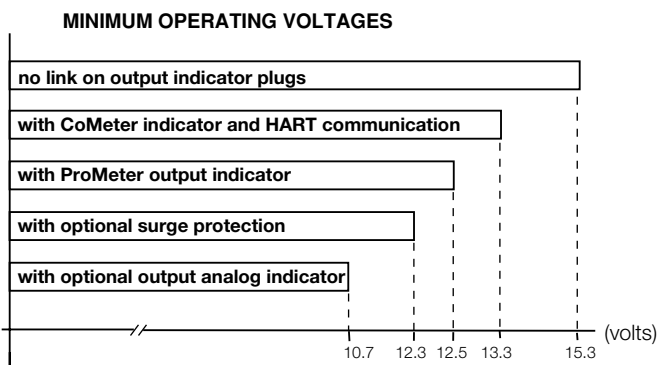 MINIMUM OPERATING VOLTAGES
no link on output indicator plugs
with CoMeter indicator and HART communication
with ProMeter output indicator
with optional surge protection
with optional output analog indicator
(volts)
10.7 12.3 12.5 13.3 15.3